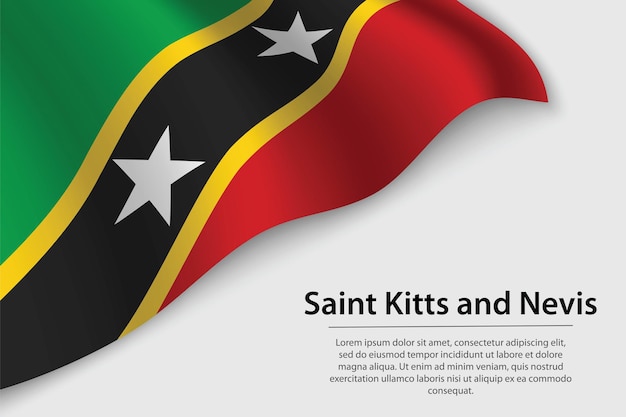 Saint Kitts and Nevis
Lorem ipsum dolor sit amet, consectetur adipiscing
elit, sed do eiusmod tempor incididunt ut labore et
dolore magna aliqua. Ut enim ad minim veniam, quis
nostrud exercitation ullamco laboris nisi ut
aliquip ex ea commodo
consequat.